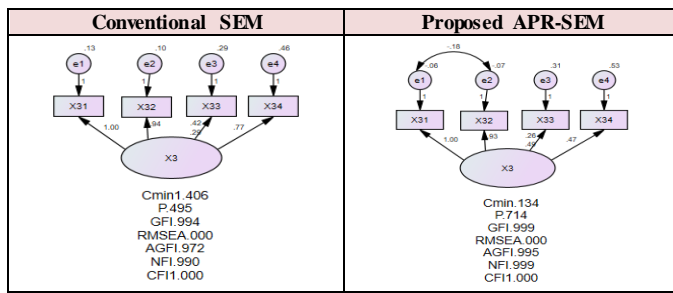 Conventional SEM
.13 .10 .29 .46
e1 e2 e3 e4
1 1 1 1
X31 X32 X33 X34
1.00 .94 .42 .77
.29
X3
Cmin1.406
P.495
GFI.994
RMSEA.000
AGFI.972
NFI.990
CFI1.000
Proposed APR-SEM
-.18
-.06 -.07 .31 .53
e1 e2 e3 e4
1 1 1 1
X31 X32 X33 X34
1.00 .93 .26 .47
X3
Cmin.134
P.714
GFI.999
RMSEA.000
AGFI.995
NFI.999
CFI1.000